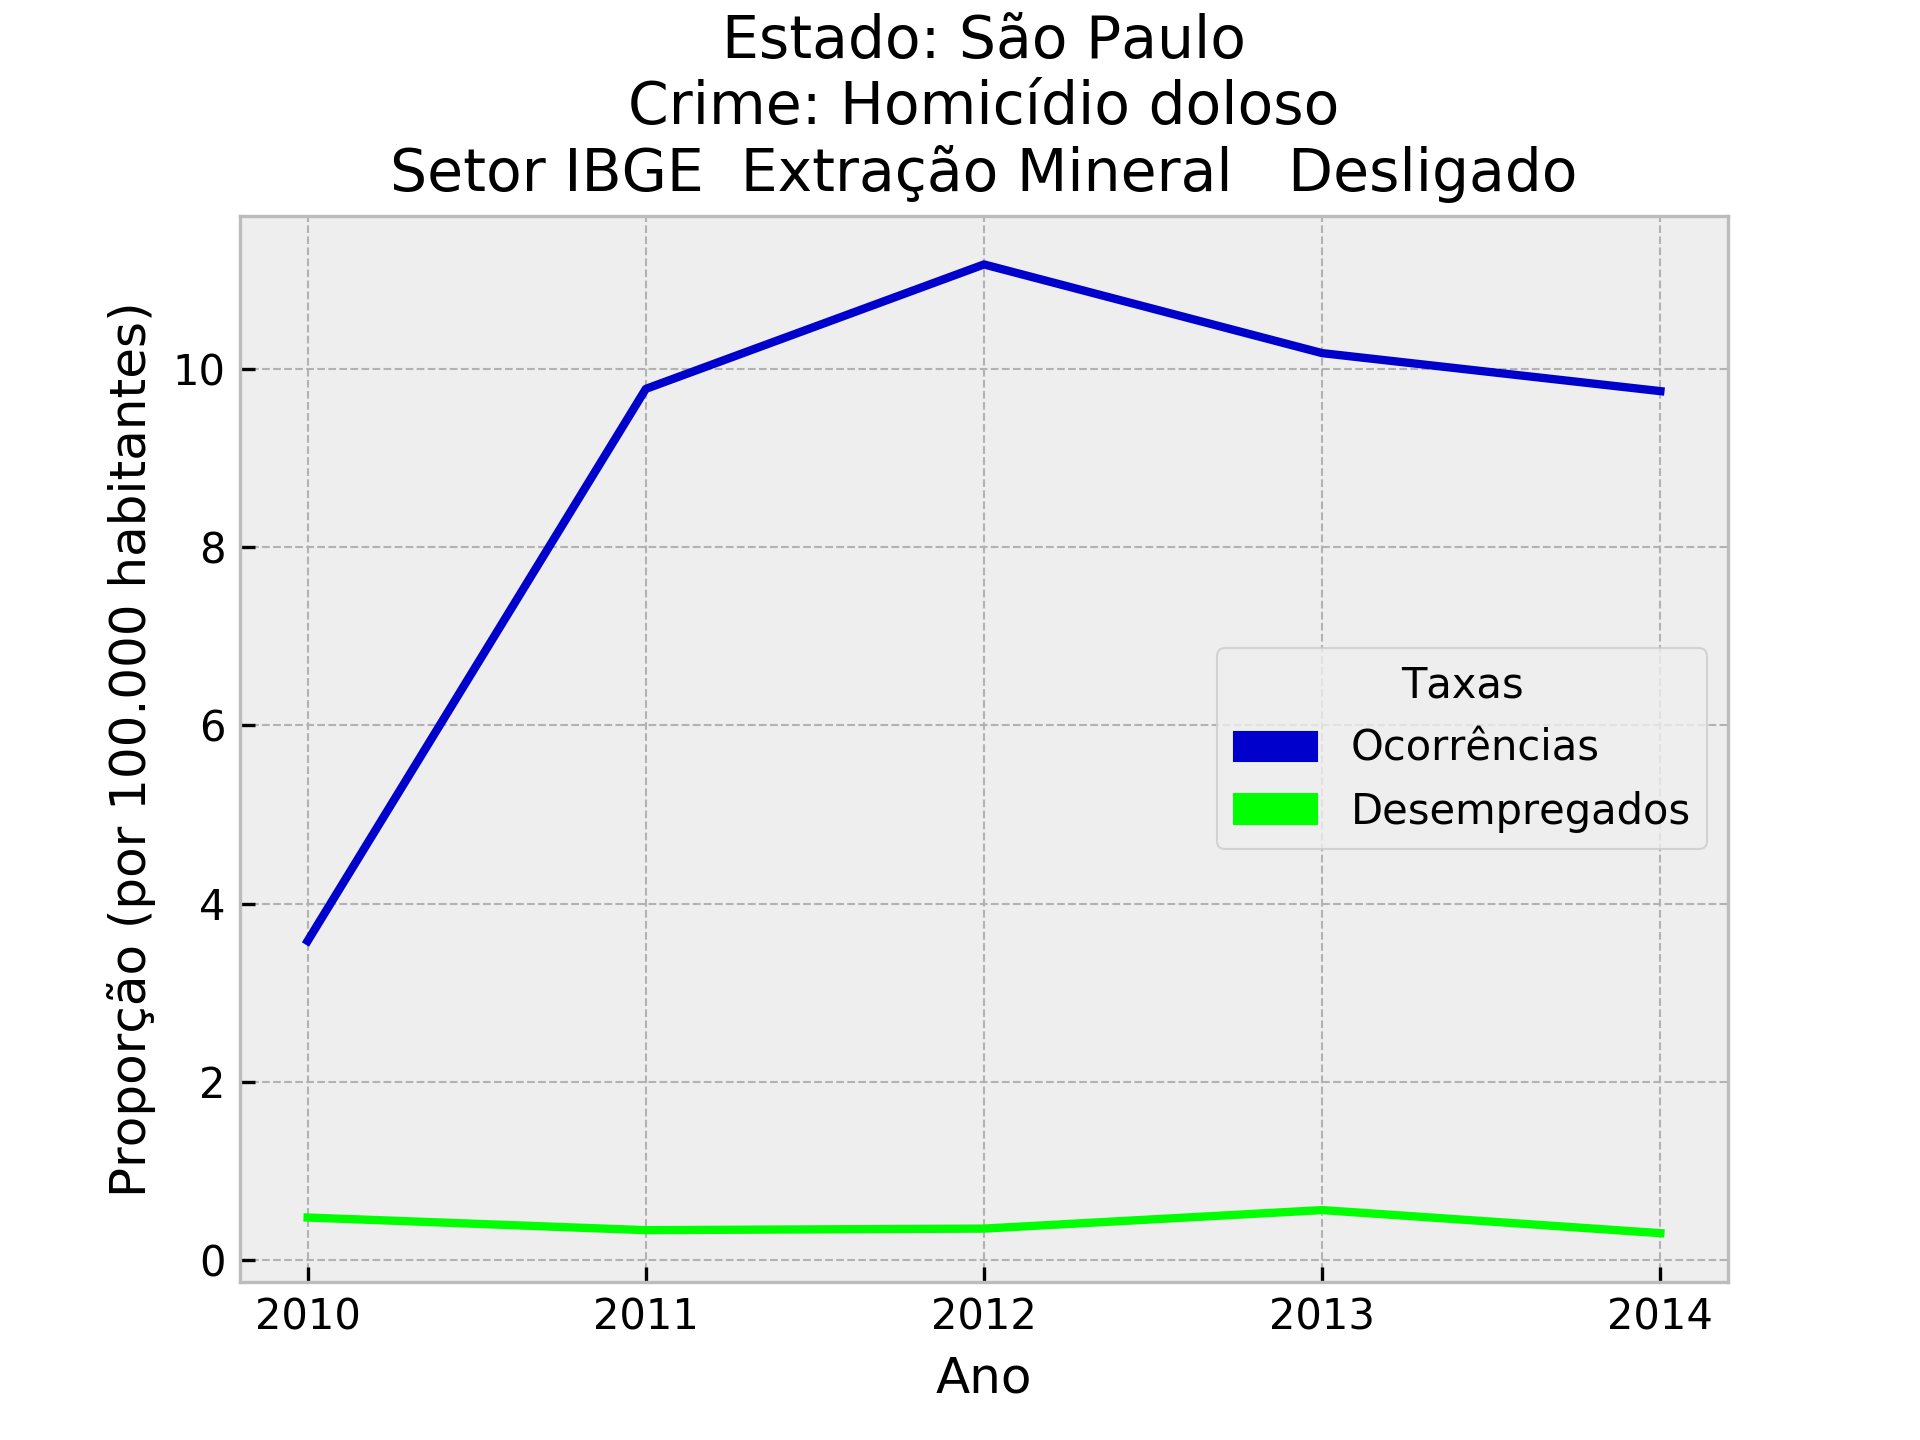 Estado: São Paulo
Crime: Homicídio doloso
Setor IBGE  Extração Mineral   Desligado
Proporção (por 100.000 habitantes)
10
8
6
4
2
0
Taxas
Ocorrências
Desempregados
2010 2011 2012 2013 2014
Ano